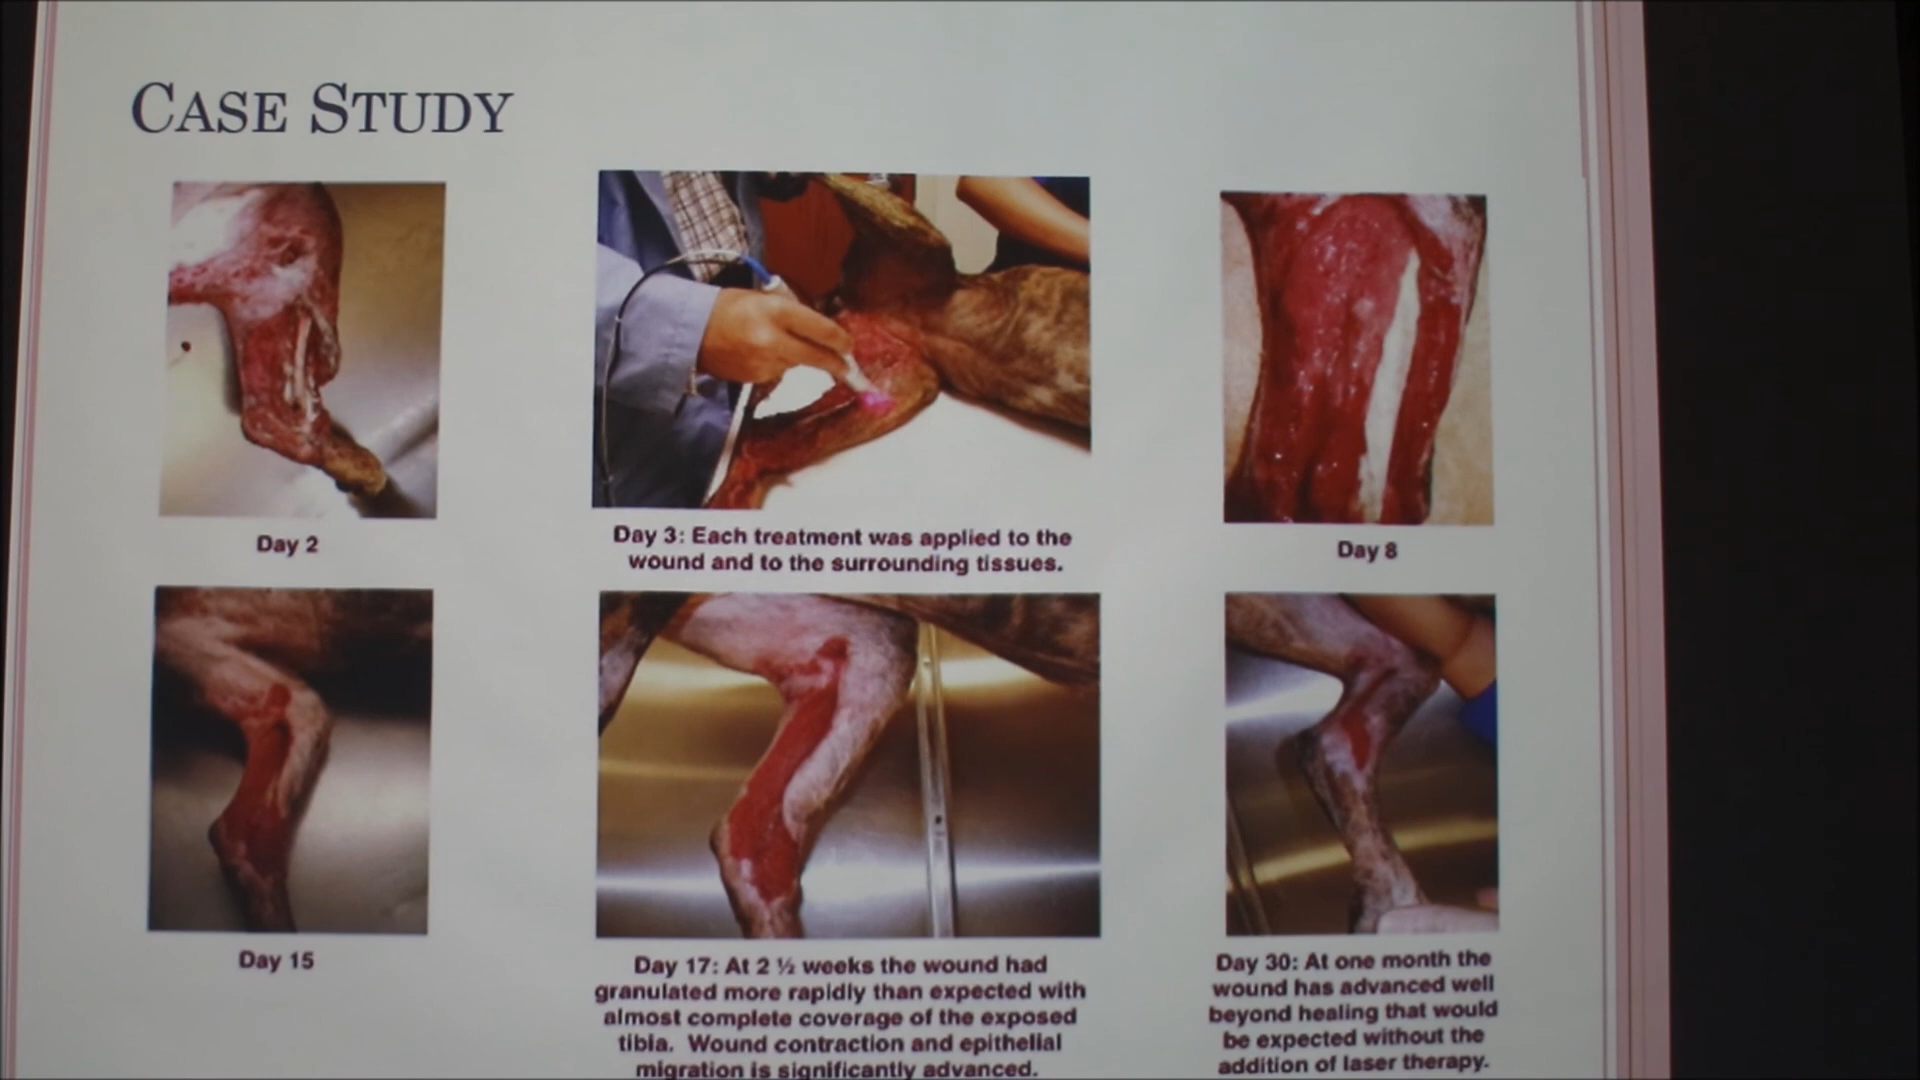 CASE STUDY
Day 2
Day 3: Each treatment was applied to the
wound and to the surrounding tissues.
Day 8
Day 15
Day 17: At 2 ½ weeks the wound had
granulated more rapidly than expected with
almost complete coverage of the exposed
tibia. Wound contraction and epithelial
migration is significantly advanced.
Day 30: At one month the
wound has advanced well
beyond healing that would
be expected without the
addition of laser therapy.